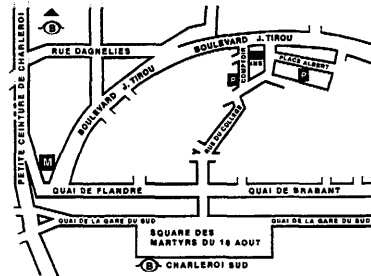 B
PETITE CEINTURE DE CHARLEROI
RUE DAGNELIES
BOULEVARD J. TIROU
BOULEVARD J. TIROU
COMPTOIR
P
AMS
PLACE ALBERT
P
RUE DU COLLÈGE
M
QUAI DE FLANDRE
QUAI DE BRABANT
QUAI DE LA GARE DU SUD
QUAI DE LA GARE DU SUD
SQUARE DES
MARTYRS DU 18 AOUT
B CHARLEROI SUD